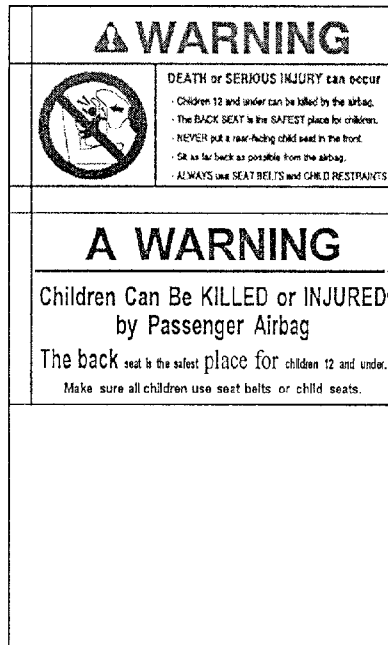 WARNING
DEATH or SERIOUS INJURY can occur
· Children 12 and under can be killed by the airbag.
· The BACK SEAT is the SAFEST place for children.
· NEVER put a rear-facing child seat in the front.
· Sit as far back as possible from the airbag.
· ALWAYS use SEAT BELTS and CHILD RESTRAINTS
A WARNING
Children Can Be KILLED or INJURED
by Passenger Airbag
The back seat is the safest place for children 12 and under.
Make sure all children use seat belts or child seats.